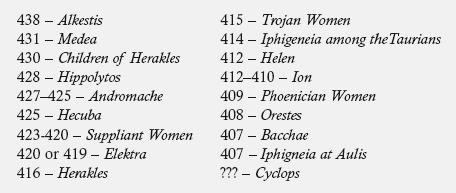 438 – Alkestis
431 – Medea
430 – Children of Herakles
428 – Hippolytos
427–425 – Andromache
425 – Hecuba
423-420 – Suppliant Women
420 or 419 – Elektra
416 – Herakles
415 – Trojan Women
414 – Iphigeneia among theTaurians
412 – Helen
412–410 – Ion
409 – Phoenician Women
408 – Orestes
407 – Bacchae
407 – Iphigneia at Aulis
??? – Cyclops